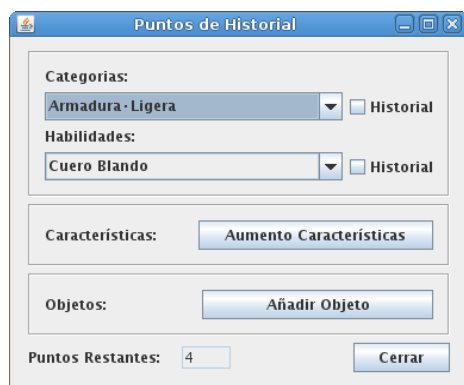 Puntos de Historial
Categorias:
Armadura·Ligera
Historial
Habilidades:
Cuero Blando
Historial
Características:
Aumento Características
Objetos:
Añadir Objeto
Puntos Restantes: 4
Cerrar